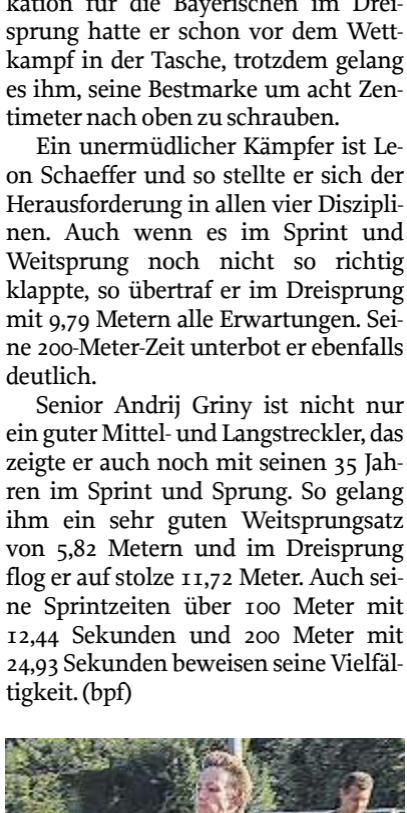 kation für die Bayerischen im Drei-
sprung hatte er schon vor dem Wett-
kampf in der Tasche, trotzdem gelang
es ihm, seine Bestmarke um acht Zen-
timeter nach oben zu schrauben.
Ein unermüdlicher Kämpfer ist Le-
on Schaeffer und so stellte er sich der
Herausforderung in allen vier Diszipli-
nen. Auch wenn es im Sprint und
Weitsprung noch nicht so richtig
klappte, so übertraf er im Dreisprung
mit 9,79 Metern alle Erwartungen. Sei-
ne 200-Meter-Zeit unterbot er ebenfalls
deutlich.
Senior Andrij Griny ist nicht nur
ein guter Mittel- und Langstreckler, das
zeigte er auch noch mit seinen 35 Jah-
ren im Sprint und Sprung. So gelang
ihm ein sehr guten Weitsprungsatz
von 5,82 Metern und im Dreisprung
flog er auf stolze 11,72 Meter. Auch sei-
ne Sprintzeiten über 100 Meter mit
12,44 Sekunden und 200 Meter mit
24,93 Sekunden beweisen seine Vielfäl-
tigkeit. (bpf)